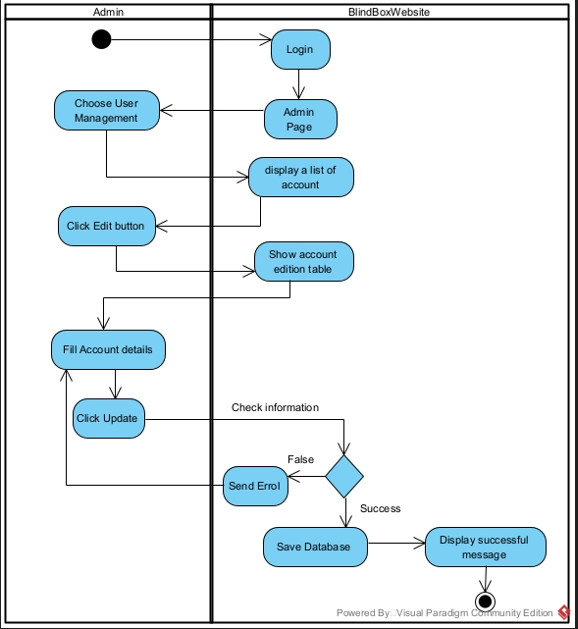 Admin
BlindBoxWebsite
Login
Choose User
Management
Admin
Page
display a list of
account
Click Edit button
Show account
edition table
Fill Account details
Click Update
Check information
False
Send Errol
Success
Save Database
Display successful
message
Powered By Visual Paradigm Community Edition